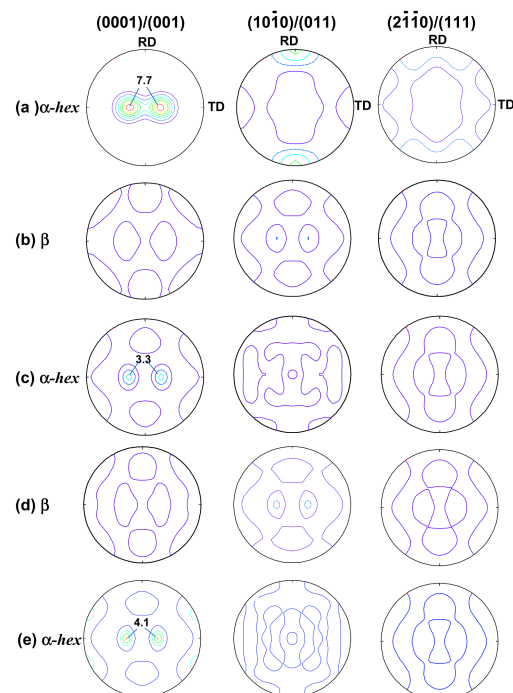 (0001)/(001) (101̄0)/(011) (21̄1̄0)/(111)
RD RD RD
7.7
(a )α-hex TD TD TD
(b) β
3.3
(c) α-hex
(d) β
4.1
(e) α-hex